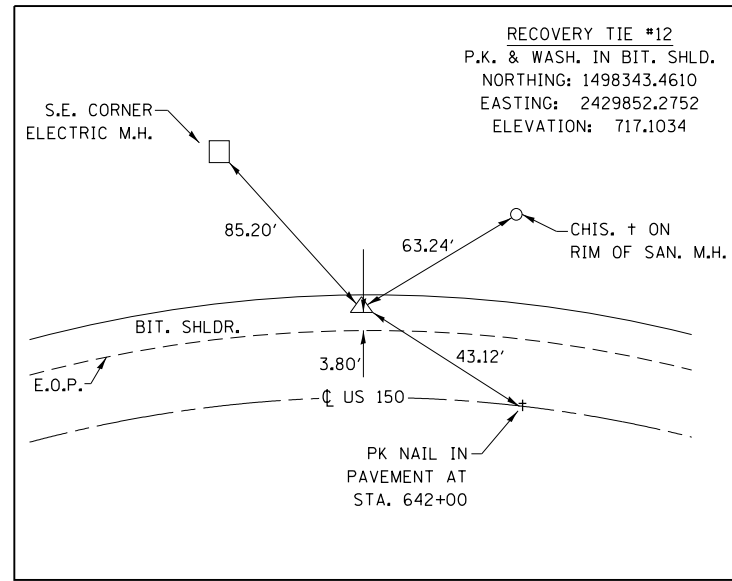 RECOVERY TIE #12
P.K. & WASH. IN BIT. SHLD.
NORTHING: 1498343.4610
EASTING: 2429852.2752
ELEVATION: 717.1034
S.E. CORNER
ELECTRIC M.H.
85.20'
63.24'
CHIS. † ON
RIM OF SAN. M.H.
BIT. SHLDR.
3.80'
43.12'
E.O.P.
℄ US 150
PK NAIL IN
PAVEMENT AT
STA. 642+00